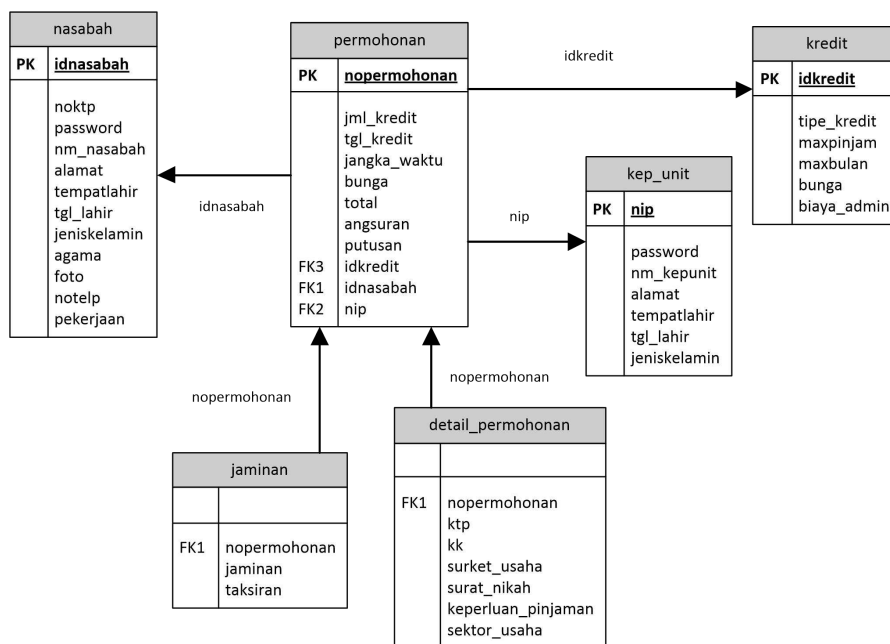 nasabah
PK idnasabah
noktp
password
nm_nasabah
alamat
tempatlahir
tgl_lahir
jeniskelamin
agama
foto
notelp
pekerjaan
idnasabah
permohonan
PK nopermohonan
jml_kredit
tgl_kredit
jangka_waktu
bunga
total
angsuran
putusan
FK3 idkredit
FK1 idnasabah
FK2 nip
idkredit
kredit
PK idkredit
tipe_kredit
maxpinjam
maxbulan
bunga
biaya_admin
nip
kep_unit
PK nip
password
nm_kepunit
alamat
tempatlahir
tgl_lahir
jeniskelamin
nopermohonan
jaminan
FK1 nopermohonan
jaminan
taksiran
nopermohonan
detail_permohonan
FK1 nopermohonan
ktp
kk
surket_usaha
surat_nikah
keperluan_pinjaman
sektor_usaha